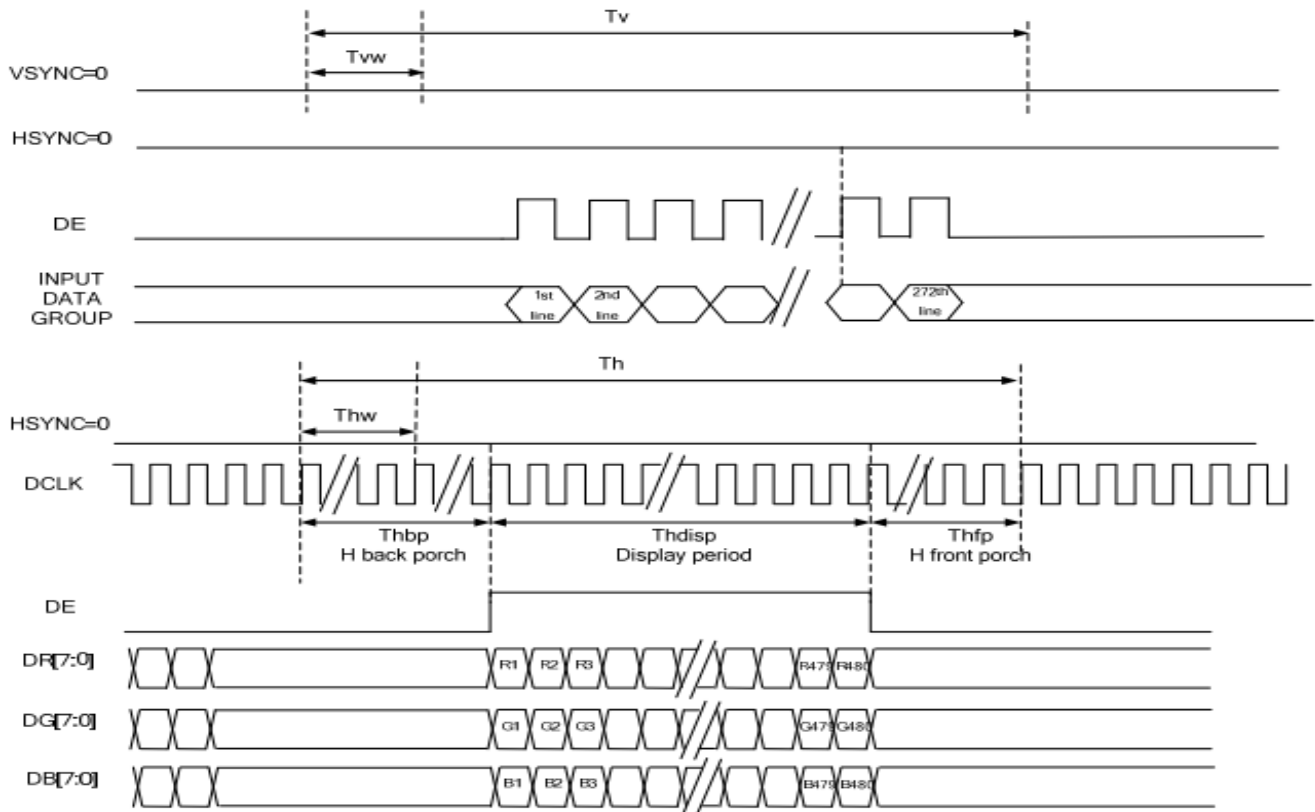 Tv
Tvw
VSYNC=0
HSYNC=0
DE
INPUT
DATA
GROUP
1st
line
2nd
line
272th
line
Th
Thw
HSYNC=0
DCLK
Thbp
H back porch
Thdisp
Display period
Thfp
H front porch
DE
DR[7:0]
R1 R2 R3 R479 R480
DG[7:0]
G1 G2 G3 G479 G480
DB[7:0]
B1 B2 B3 B479 B480